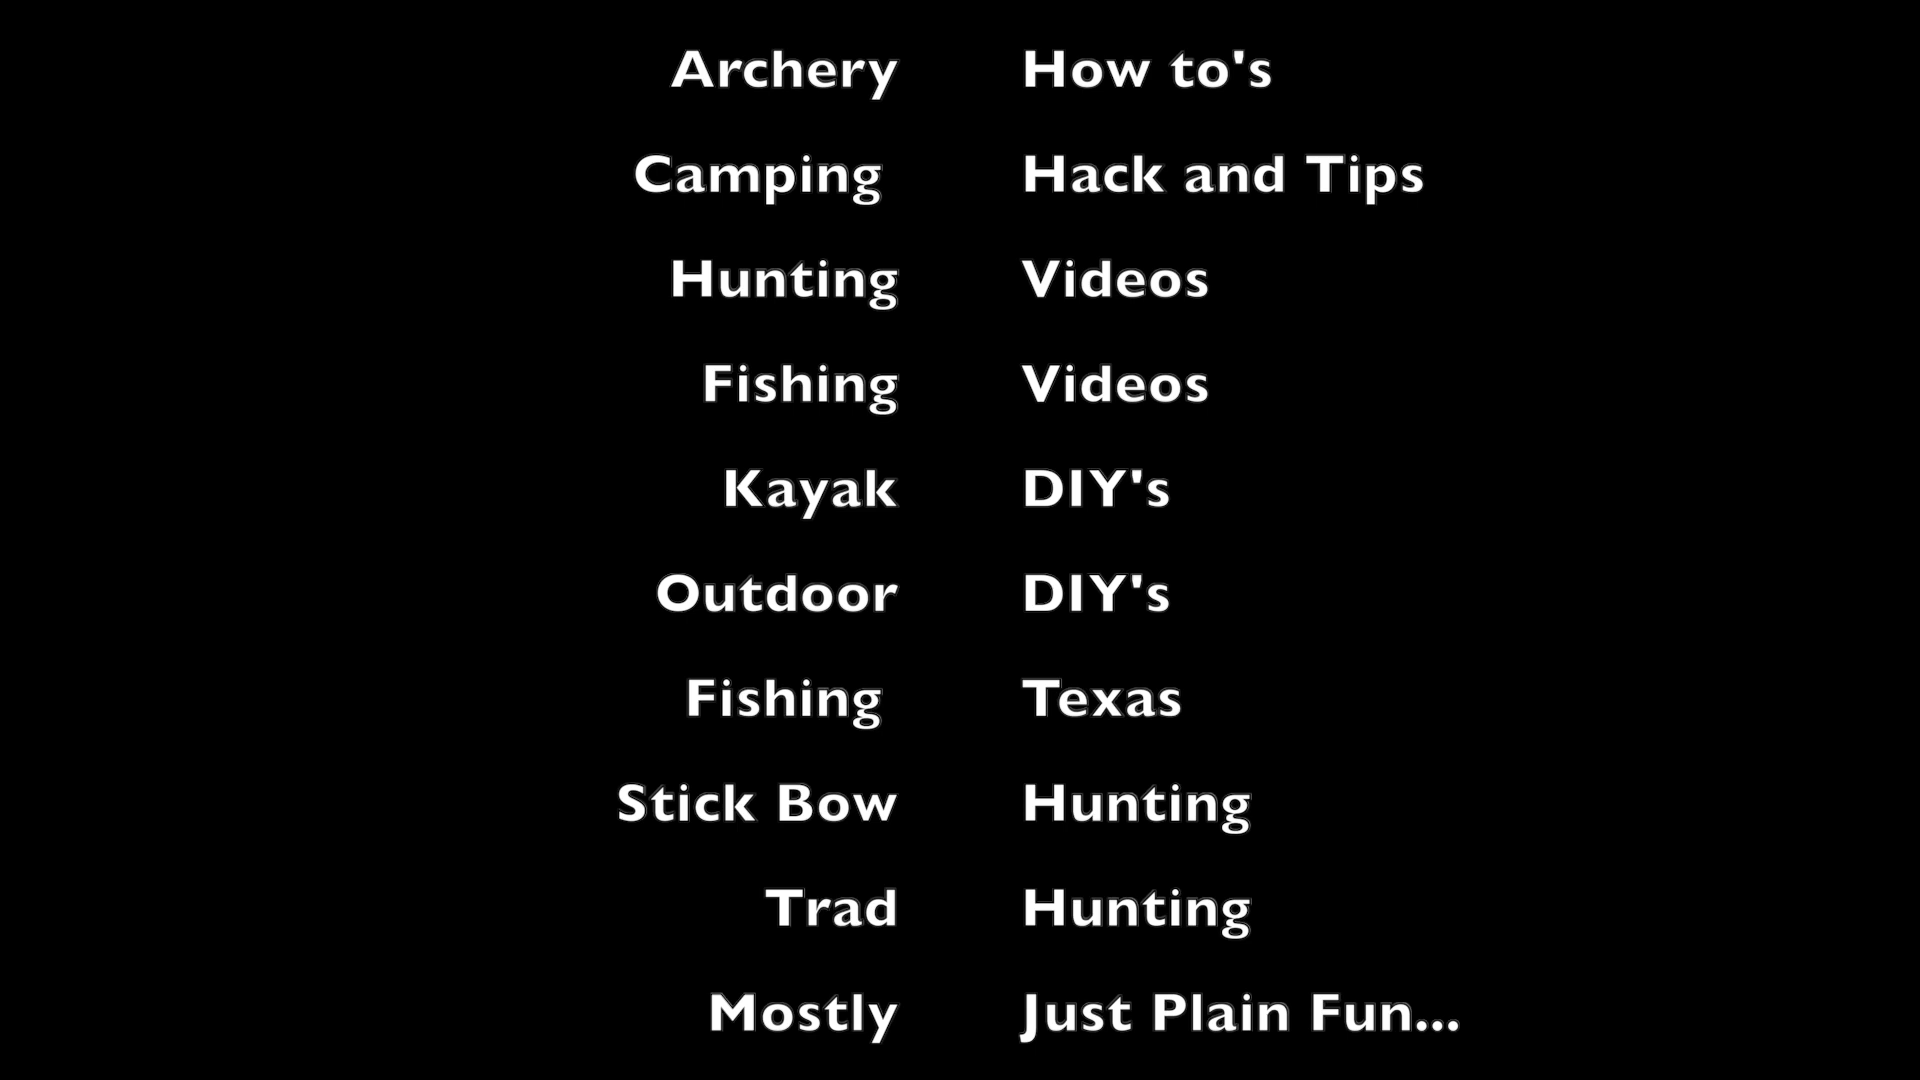 Archery How to's
Camping Hack and Tips
Hunting Videos
Fishing Videos
Kayak DIY's
Outdoor DIY's
Fishing Texas
Stick Bow Hunting
Trad Hunting
Mostly Just Plain Fun...